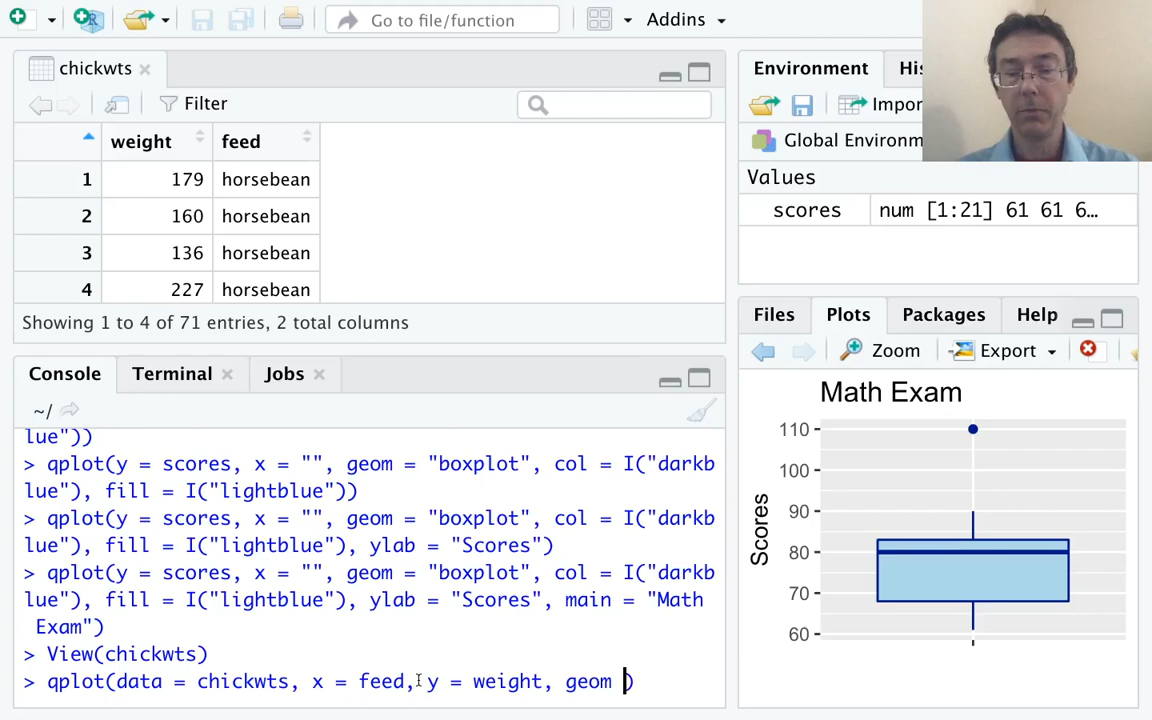 Go to file/function
Addins
chickwts
Filter
weight feed
1 179 horsebean
2 160 horsebean
3 136 horsebean
4 227 horsebean
Showing 1 to 4 of 71 entries, 2 total columns
Console Terminal Jobs
~/
lue"))
> qplot(y = scores, x = "", geom = "boxplot", col = I("darkb
lue"), fill = I("lightblue"))
> qplot(y = scores, x = "", geom = "boxplot", col = I("darkb
lue"), fill = I("lightblue"), ylab = "Scores")
> qplot(y = scores, x = "", geom = "boxplot", col = I("darkb
lue"), fill = I("lightblue"), ylab = "Scores", main = "Math
Exam")
> View(chickwts)
> qplot(data = chickwts, x = feed, y = weight, geom )
Environment His
Impor
Global Environm
Values
scores num [1:21] 61 61 6…
Files Plots Packages Help
Zoom Export
Math Exam
110
100
90
80
70
60
Scores